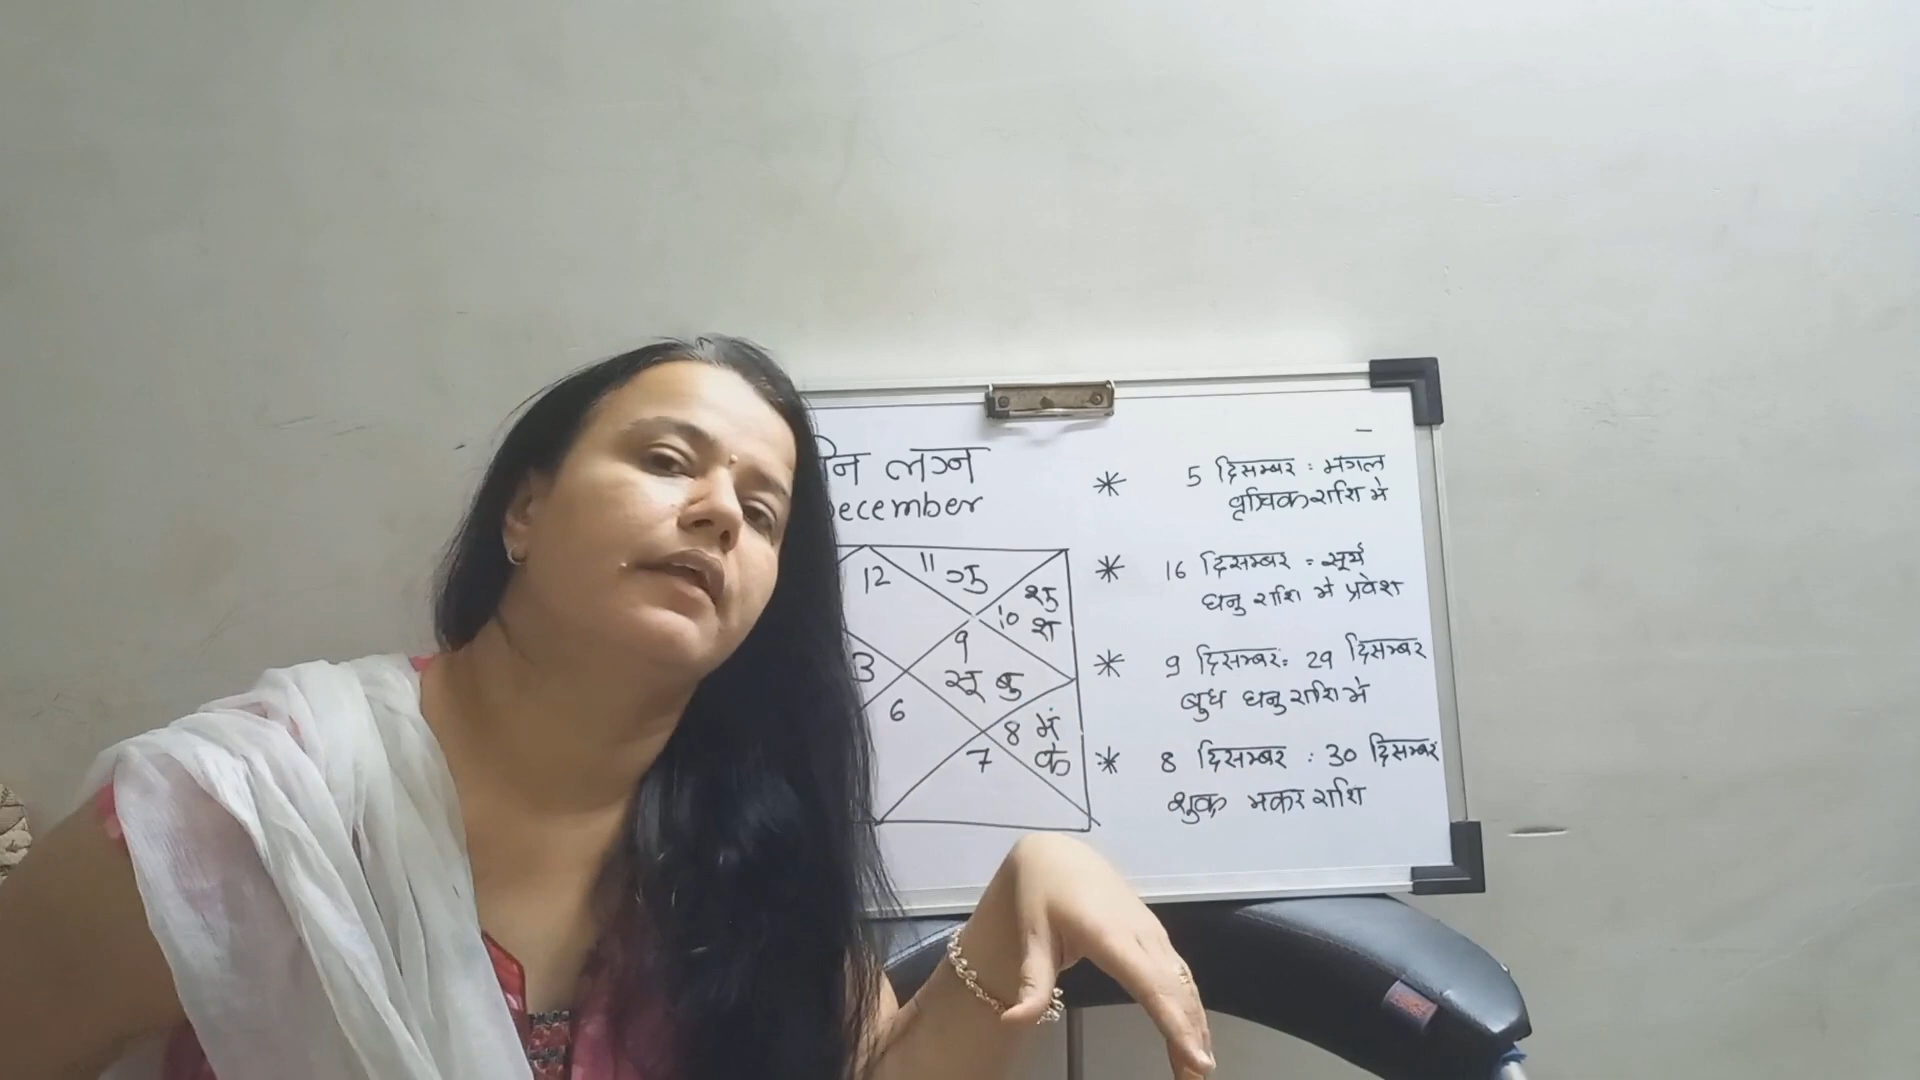 लग्न
ecember
12
11
गु
शु
10
श
9
3
सू बु
6
8 मं
7
के
* 5 दिसम्बर : मंगल
वृश्चिक राशि में
* 16 दिसम्बर = सूर्य
धनु राशि में प्रवेश
* 9 दिसम्बर: 29 दिसम्बर
बुध धनु राशि में
* 8 दिसम्बर : 30 दिसम्बर
शुक्र मकर राशि